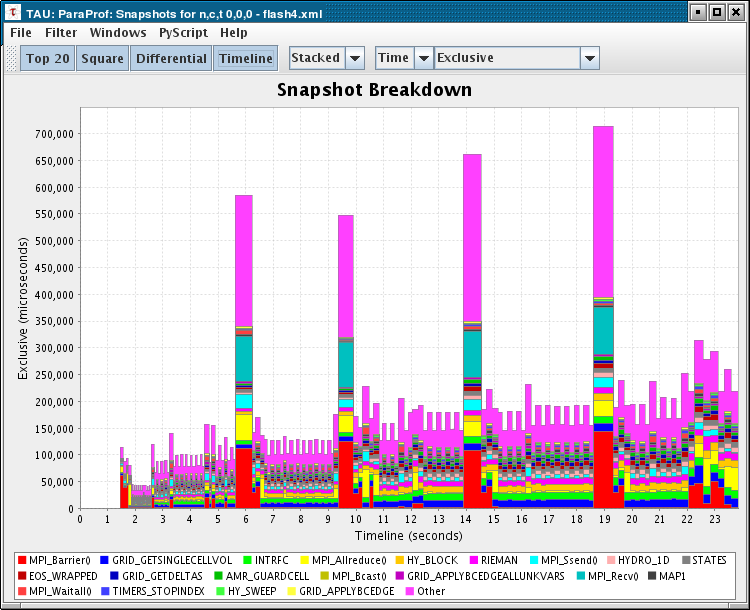 TAU: ParaProf: Snapshots for n,c,t 0,0,0 - flash4.xml
File Filter Windows PyScript Help
Top 20 Square Differential Timeline Stacked Time Exclusive
Snapshot Breakdown
700,000
650,000
600,000
550,000
500,000
450,000
400,000
350,000
300,000
250,000
200,000
150,000
100,000
50,000
0
Exclusive (microseconds)
0 1 2 3 4 5 6 7 8 9 10 11 12 13 14 15 16 17 18 19 20 21 22 23
Timeline (seconds)
MPI_Barrier() GRID_GETSINGLECELLVOL INTRFC MPI_Allreduce() HY_BLOCK RIEMAN MPI_Ssend() HYDRO_1D STATES
EOS_WRAPPED GRID_GETDELTAS AMR_GUARDCELL MPI_Bcast() GRID_APPLYBCEDGEALLUNKVARS MPI_Recv() MAP1
MPI_Waitall() TIMERS_STOPINDEX HY_SWEEP GRID_APPLYBCEDGE Other